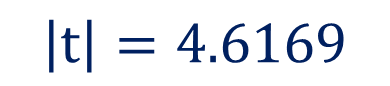 |t| = 4.6169